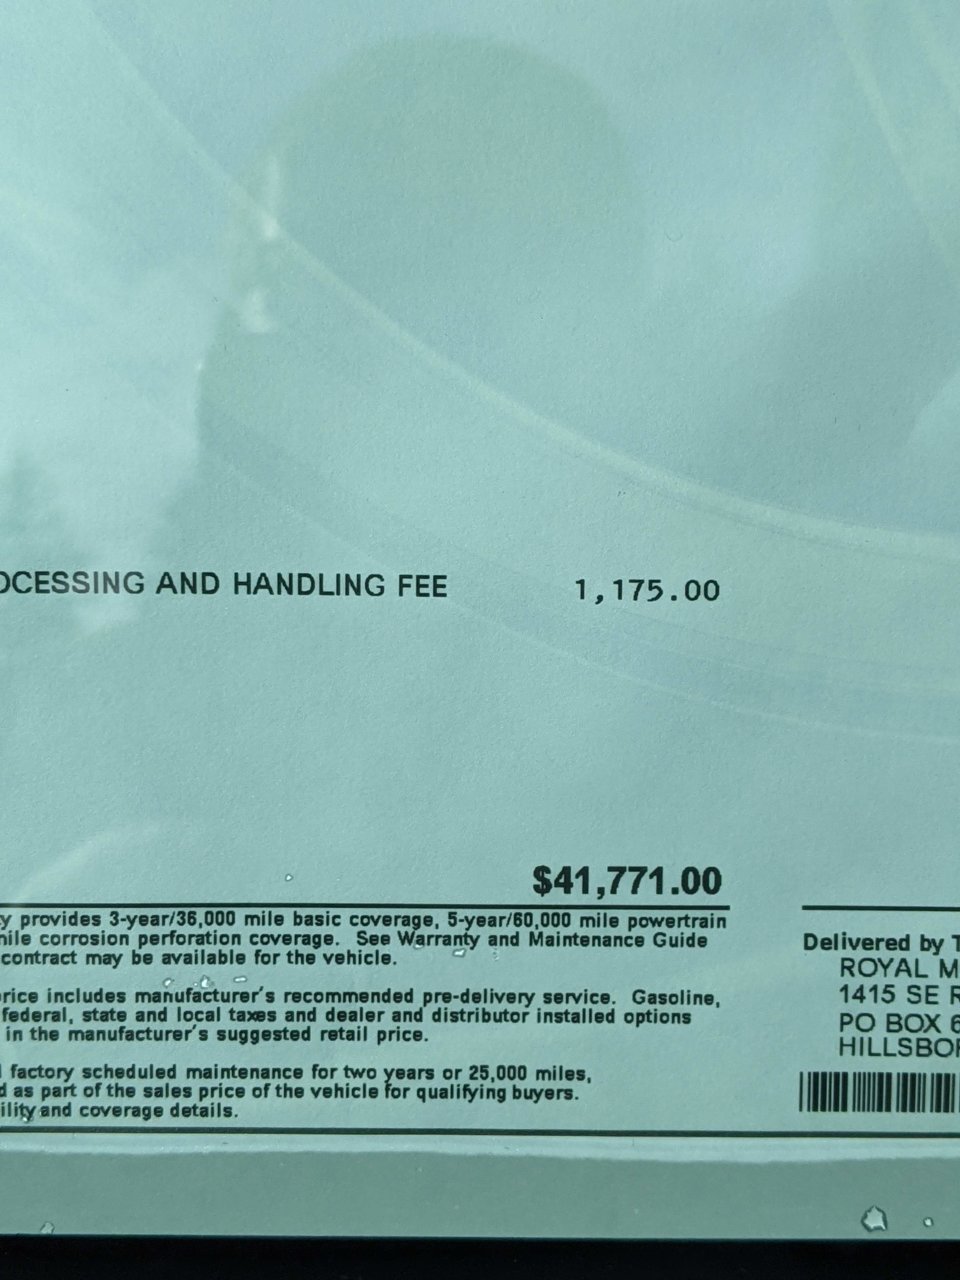 OCESSING AND HANDLING FEE 1,175.00
$41,771.00
y provides 3-year/36,000 mile basic coverage, 5-year/60,000 mile powertrain
nile corrosion perforation coverage. See Warranty and Maintenance Guide
contract may be available for the vehicle.
rice includes manufacturer's recommended pre-delivery service. Gasoline,
federal, state and local taxes and dealer and distributor installed options
in the manufacturer's suggested retail price.
l factory scheduled maintenance for two years or 25,000 miles,
d as part of the sales price of the vehicle for qualifying buyers.
ility and coverage details.
Delivered by T
ROYAL M
1415 SE R
PO BOX 6
HILLSBOR